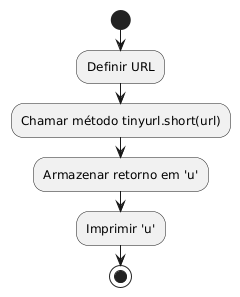 Definir URL
Chamar método tinyurl.short(url)
Armazenar retorno em 'u'
Imprimir 'u'